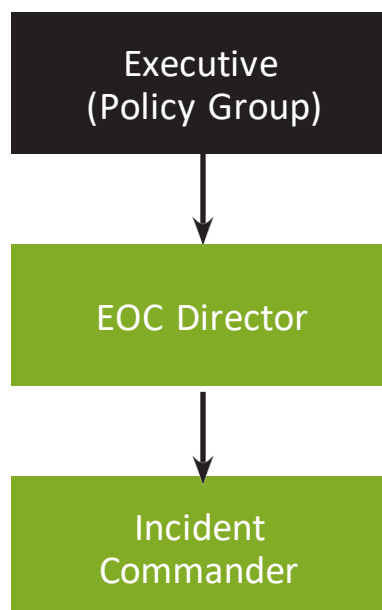 Executive
(Policy Group)
EOC Director
Incident
Commander